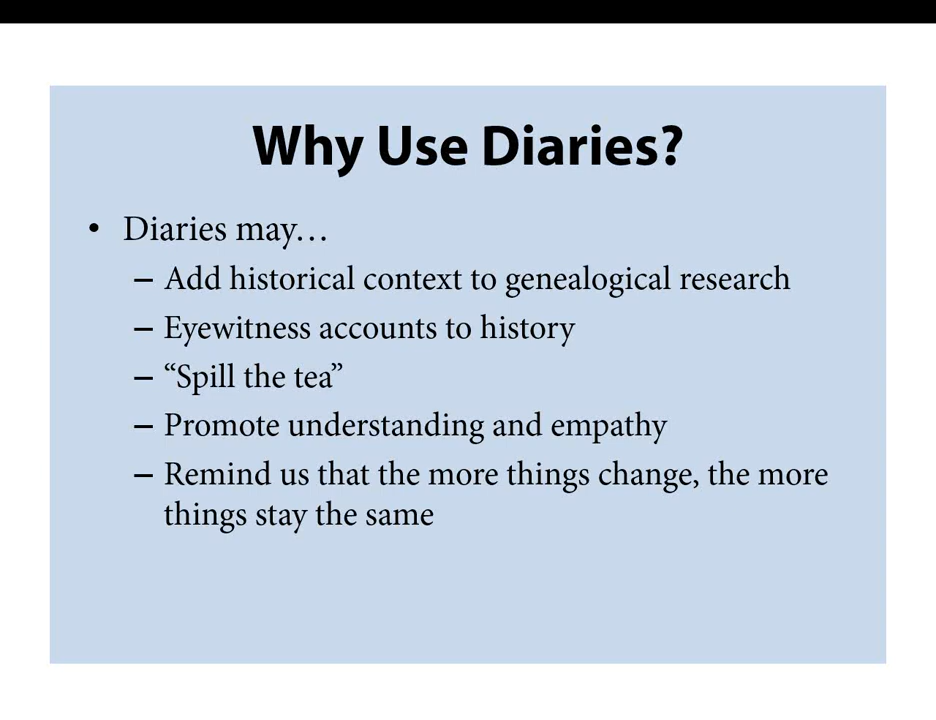 Why Use Diaries?
• Diaries may…
– Add historical context to genealogical research
– Eyewitness accounts to history
– “Spill the tea”
– Promote understanding and empathy
– Remind us that the more things change, the more
things stay the same